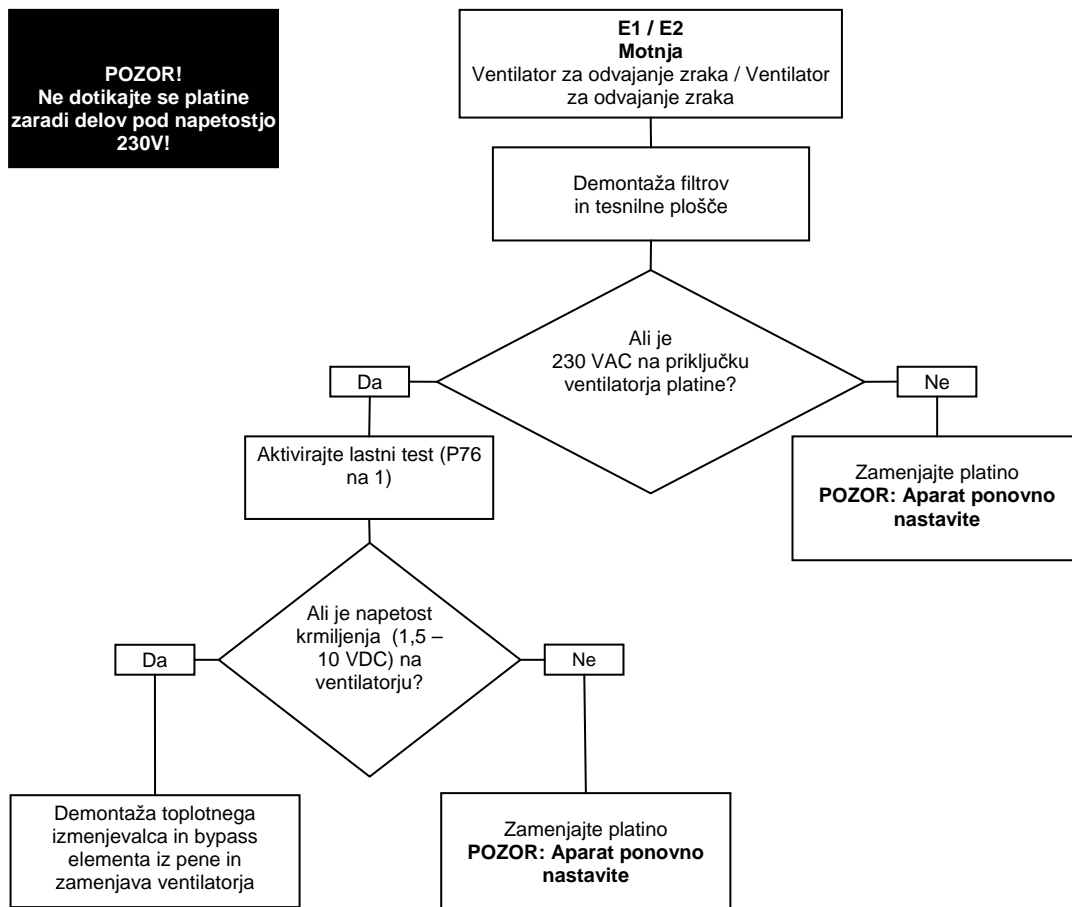 POZOR!
Ne dotikajte se platine
zaradi delov pod napetostjo
230V!
E1 / E2
Motnja
Ventilator za odvajanje zraka / Ventilator
za odvajanje zraka
Demontaža filtrov
in tesnilne plošče
Ali je
230 VAC na priključku
ventilatorja platine?
Da
Ne
Aktivirajte lastni test (P76
na 1)
Zamenjajte platino
POZOR: Aparat ponovno
nastavite
Ali je napetost
krmiljenja (1,5 –
10 VDC) na
ventilatorju?
Da
Ne
Demontaža toplotnega
izmenjevalca in bypass
elementa iz pene in
zamenjava ventilatorja
Zamenjajte platino
POZOR: Aparat ponovno
nastavite